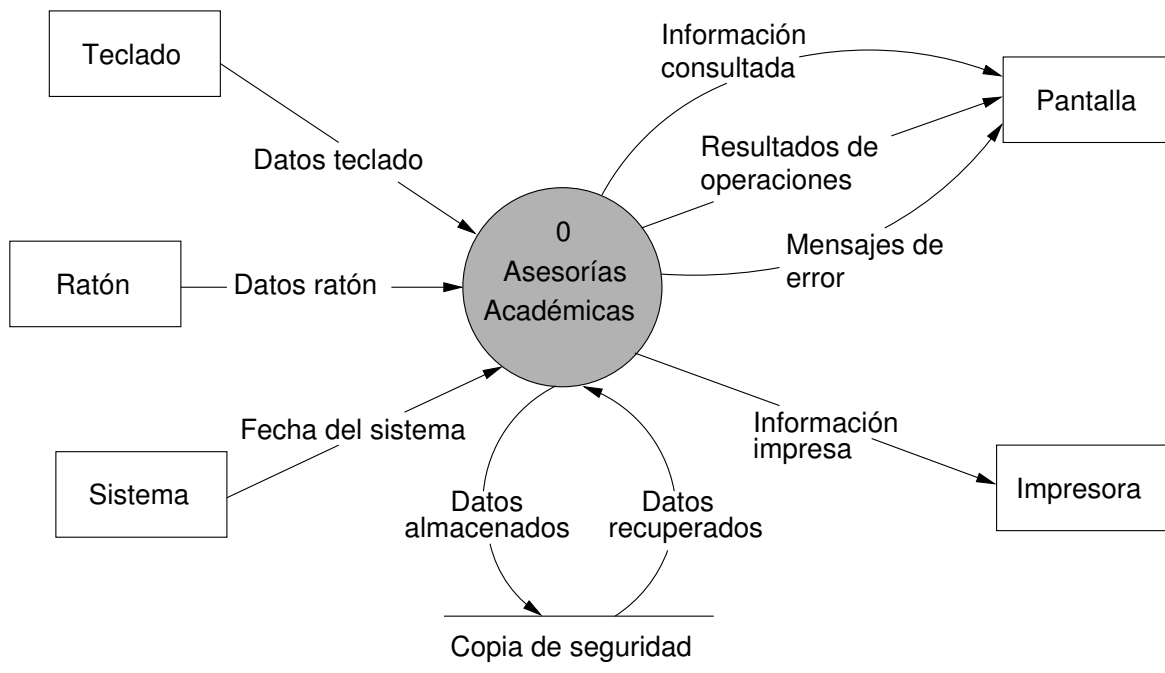 Teclado
Datos teclado
Ratón
Datos ratón
Sistema
Fecha del sistema
0
Asesorías
Académicas
Información
consultada
Resultados de
operaciones
Mensajes de
error
Pantalla
Información
impresa
Impresora
Datos
almacenados
Datos
recuperados
Copia de seguridad